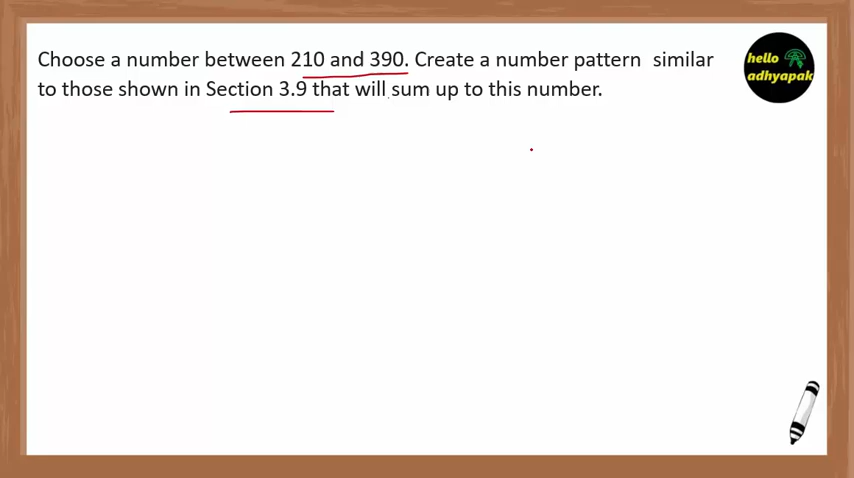 Choose a number between 210 and 390. Create a number pattern similar
to those shown in Section 3.9 that will sum up to this number.
hello
adhyapak